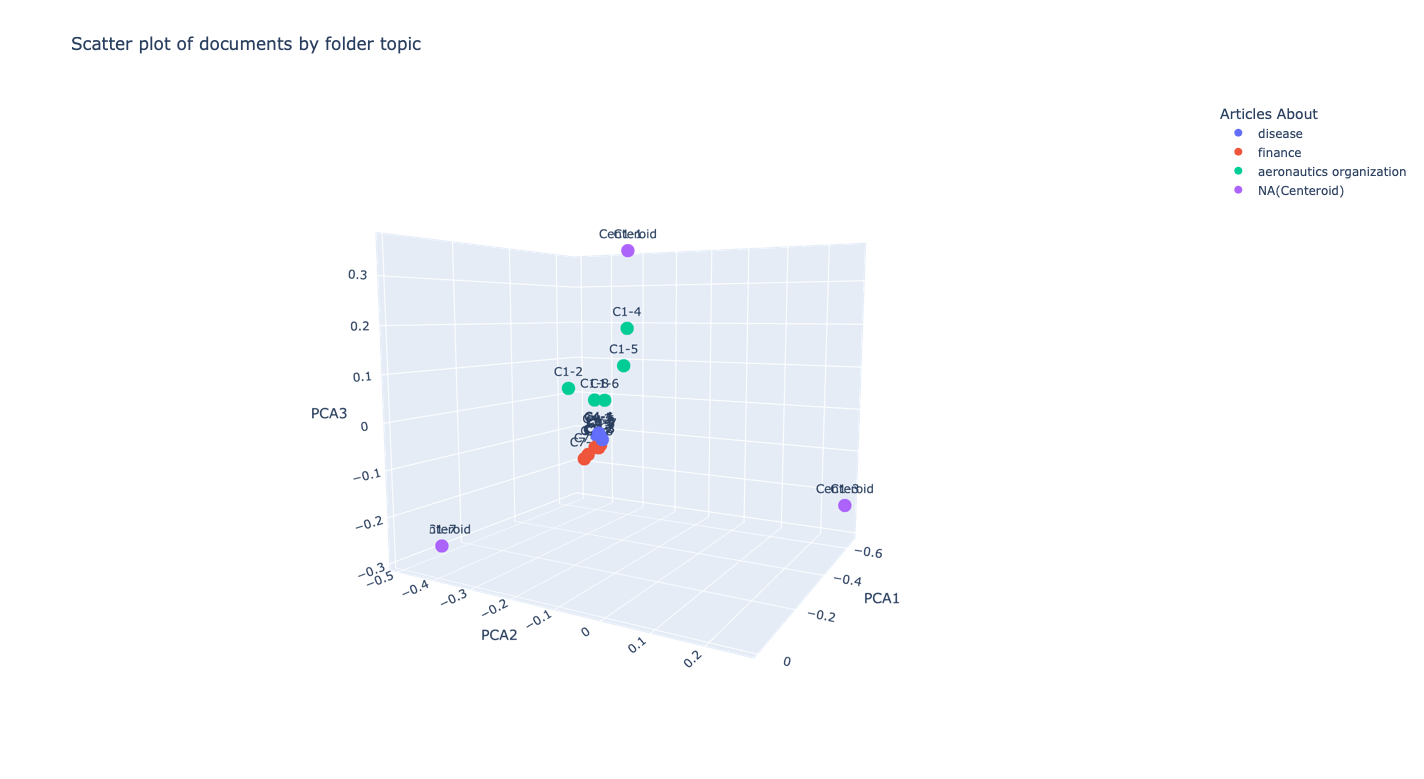 Scatter plot of documents by folder topic
Articles About
disease
finance
aeronautics organization
NA(Centeroid)
Centeroid
C1-4
C1-5
C1-2
C1-6
Centeroid
0.3
0.2
0.1
0
−0.1
−0.2
−0.3
PCA3
−0.5
−0.4
−0.3
−0.2
−0.1
0
0.1
0.2
PCA2
−0.6
−0.4
−0.2
0
PCA1